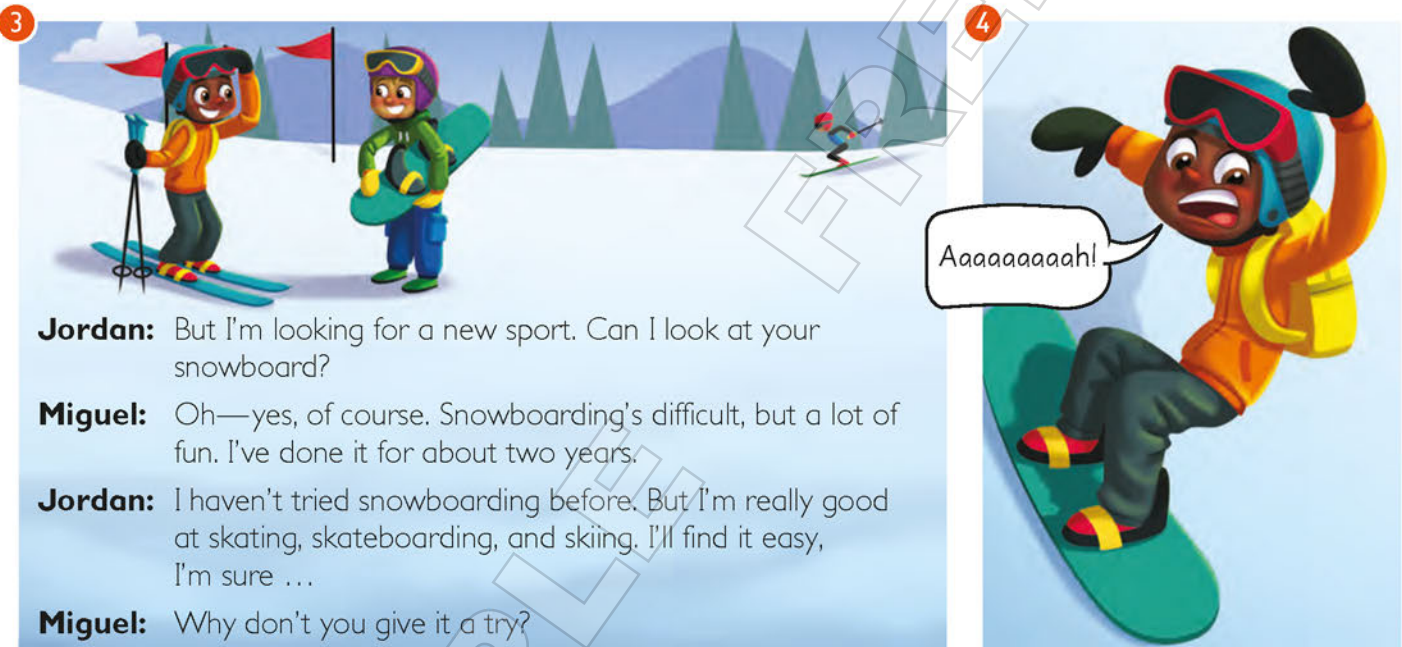 3
Jordan: But I'm looking for a new sport. Can I look at your
snowboard?
Miguel: Oh—yes, of course. Snowboarding's difficult, but a lot of
fun. I've done it for about two years.
Jordan: I haven't tried snowboarding before. But I'm really good
at skating, skateboarding, and skiing. I'll find it easy,
I'm sure ...
Miguel: Why don't you give it a try?
4
Aaaaaaaaah!